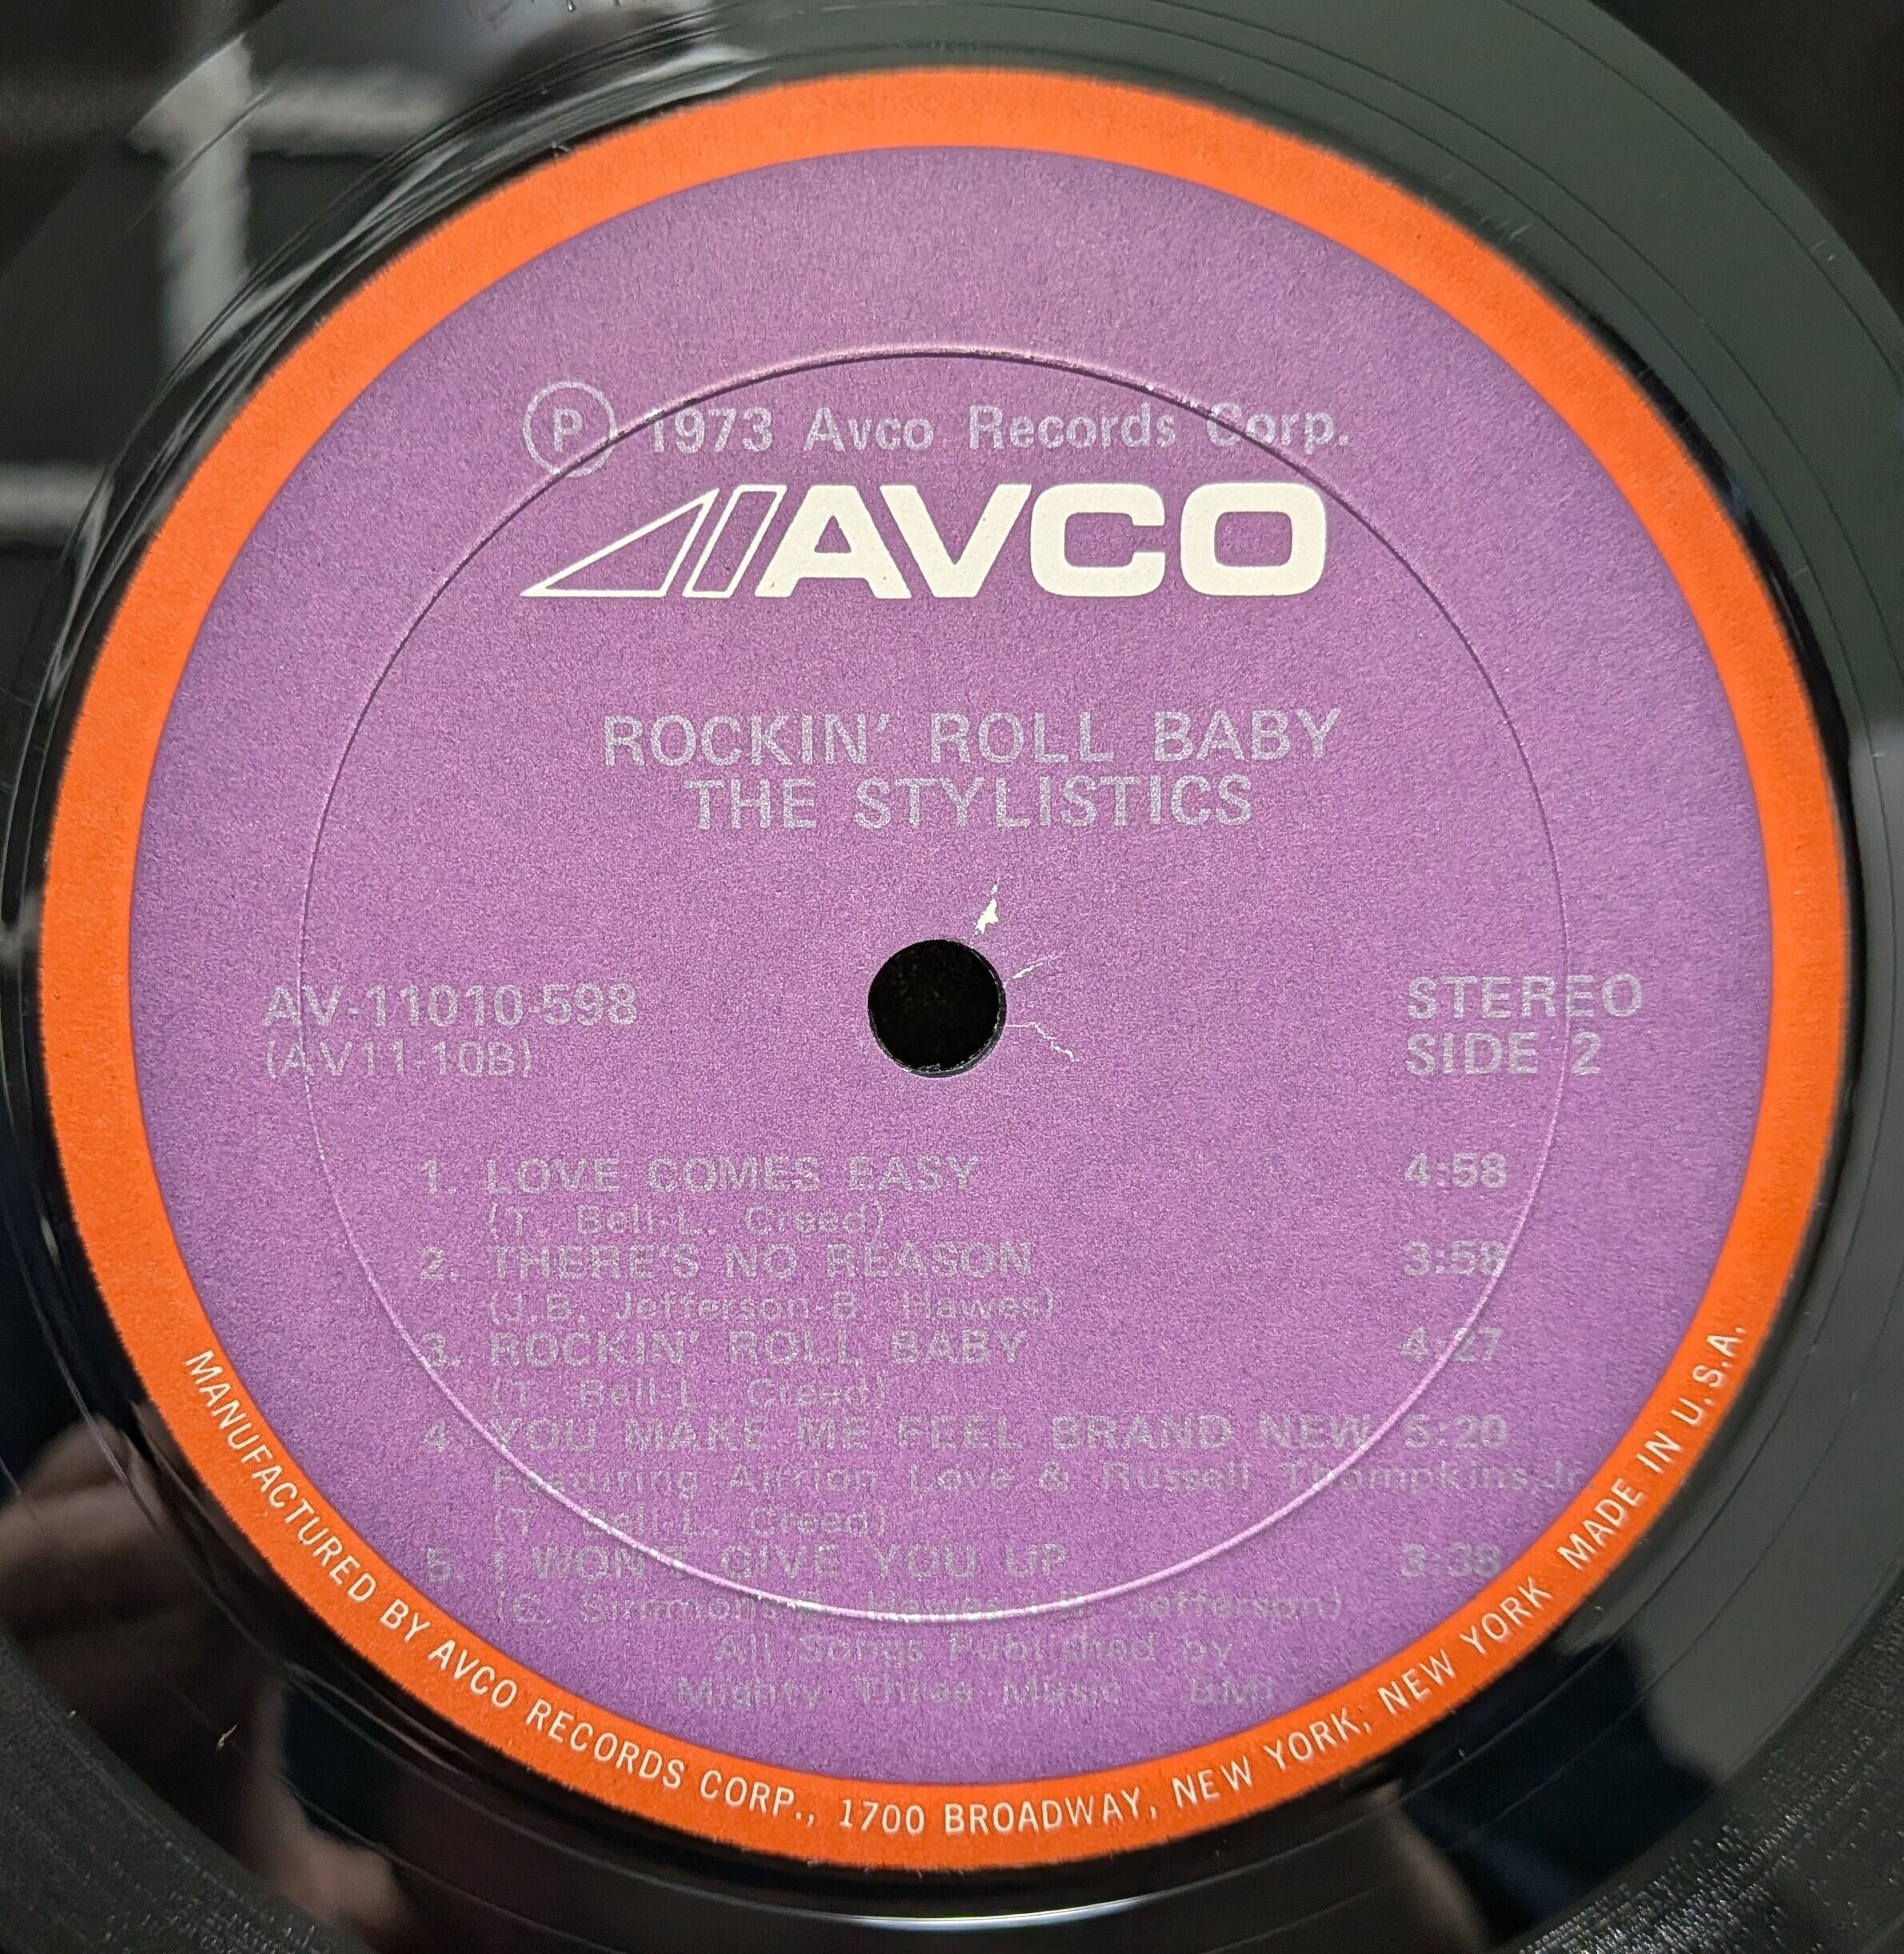 Ⓟ 1973 Avco Records Corp.
AVCO
ROCKIN' ROLL BABY
THE STYLISTICS
AV-11010-598
(AV11-10B)
STEREO
SIDE 2
1. LOVE COMES EASY 4:58
(T. Bell-L. Creed)
2. THERE'S NO REASON 3:58
(J.B. Jefferson-B. Hawes)
3. ROCKIN' ROLL BABY 4:27
(T. Bell-L. Creed)
4. YOU MAKE ME FEEL BRAND NEW 5:20
Featuring Airrion Love & Russell Thompkins, Jr.
(T. Bell-L. Creed)
5. I WON'T GIVE YOU UP 3:38
(C. Simmons-B. Hawes-J.B. Jefferson)
All Songs Published by
Mighty Three Music BMI
MANUFACTURED BY AVCO RECORDS CORP., 1700 BROADWAY, NEW YORK, NEW YORK MADE IN U.S.A.